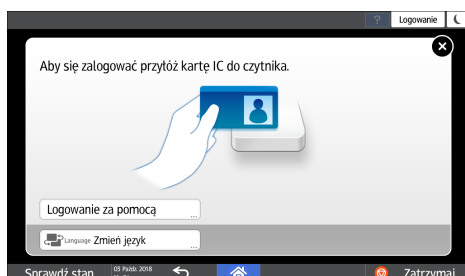 ?
Logowanie
Aby się zalogować przyłóż kartę IC do czytnika.
Logowanie za pomocą
...
Language Zmień język
...
Sprawdź stan
03 Paźdz. 2018
Zatrzymaj